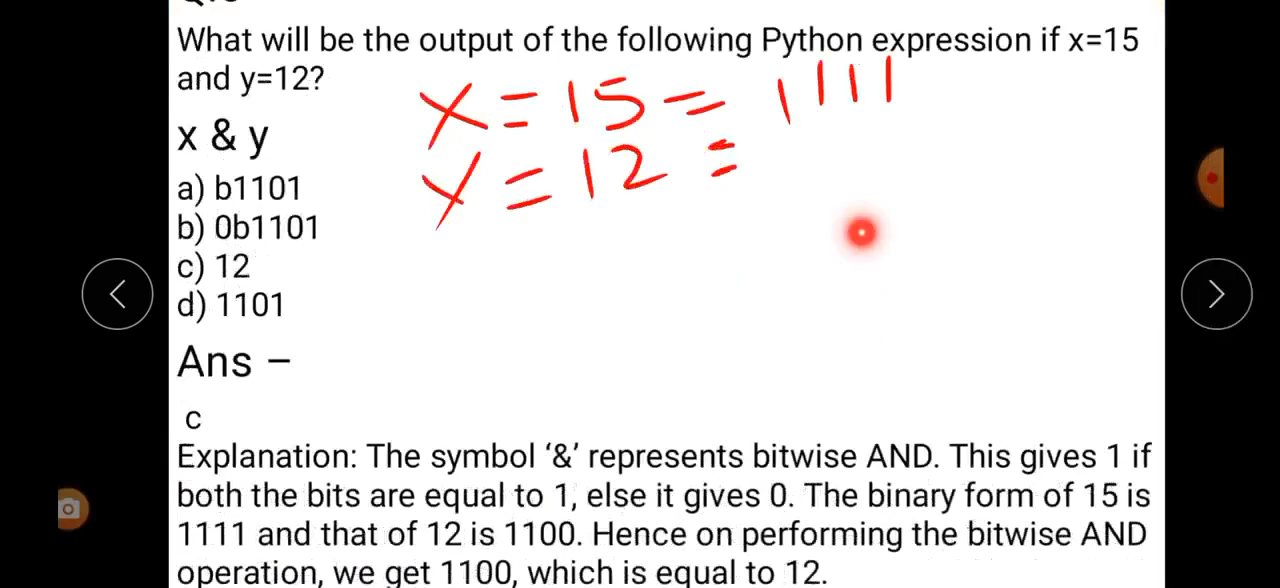 What will be the output of the following Python expression if x=15
and y=12?
x = 15 = 1111
y = 12 =
x & y
a) b1101
b) 0b1101
c) 12
d) 1101
Ans –
c
Explanation: The symbol ‘&’ represents bitwise AND. This gives 1 if
both the bits are equal to 1, else it gives 0. The binary form of 15 is
1111 and that of 12 is 1100. Hence on performing the bitwise AND
operation, we get 1100, which is equal to 12.